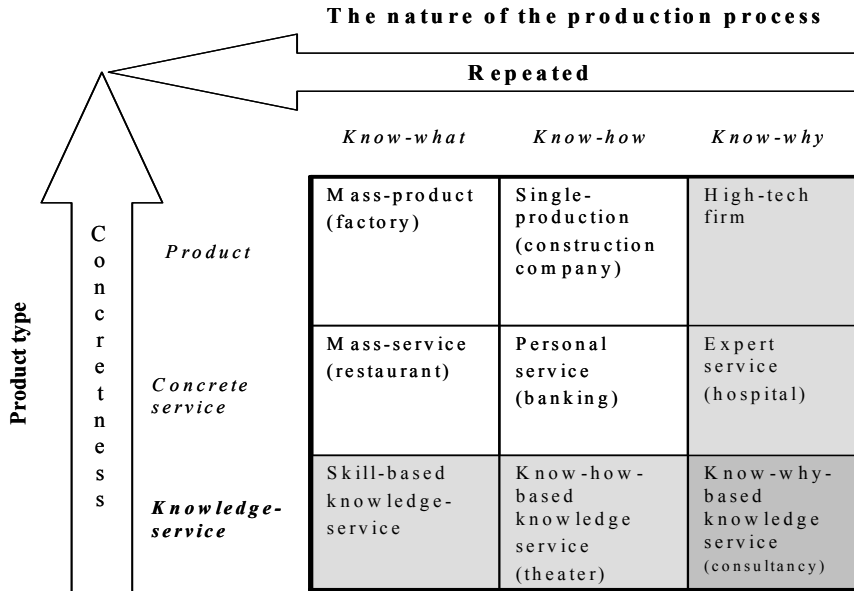 The nature of the production process
Repeated
Know-what
Know-how
Know-why
Product type
Concretness
Product
Mass-product
(factory)
Single-
production
(construction
company)
High-tech
firm
Concrete
service
Mass-service
(restaurant)
Personal
service
(banking)
Expert
service
(hospital)
Knowledge-
service
Skill-based
knowledge-
service
Know-how-
based
knowledge
service
(theater)
Know-why-
based
knowledge
service
(consultancy)